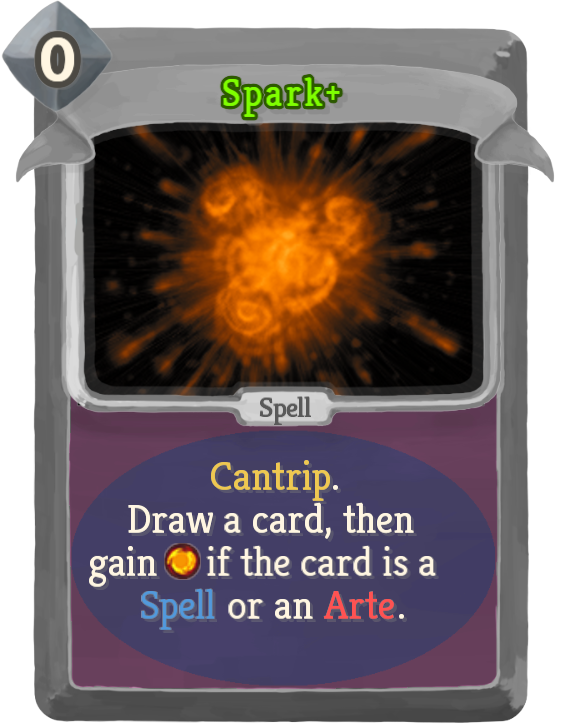 0
Spark+
Spell
Cantrip.
Draw a card, then
gain if the card is a
Spell or an Arte.